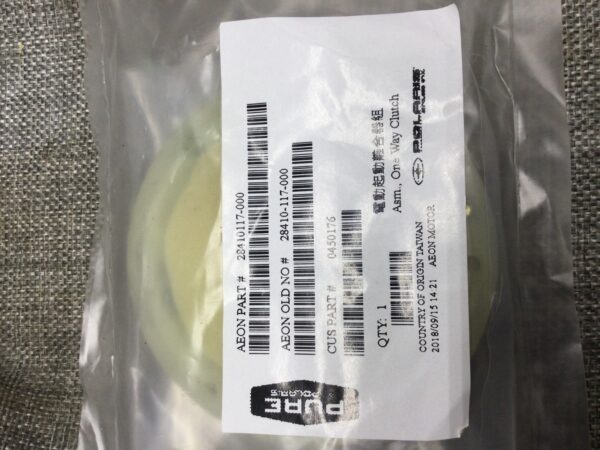 AEON PART # 28410117-000
AEON OLD NO # 28410-117-000
CUS PART # 0450176
QTY: 1
電動起動離合器組
Asm., One Way Clutch
POLARIS
COUNTRY OF ORIGIN TAIWAN
2018/09/15 14:21 AEON MOTOR
PURE
POLARIS